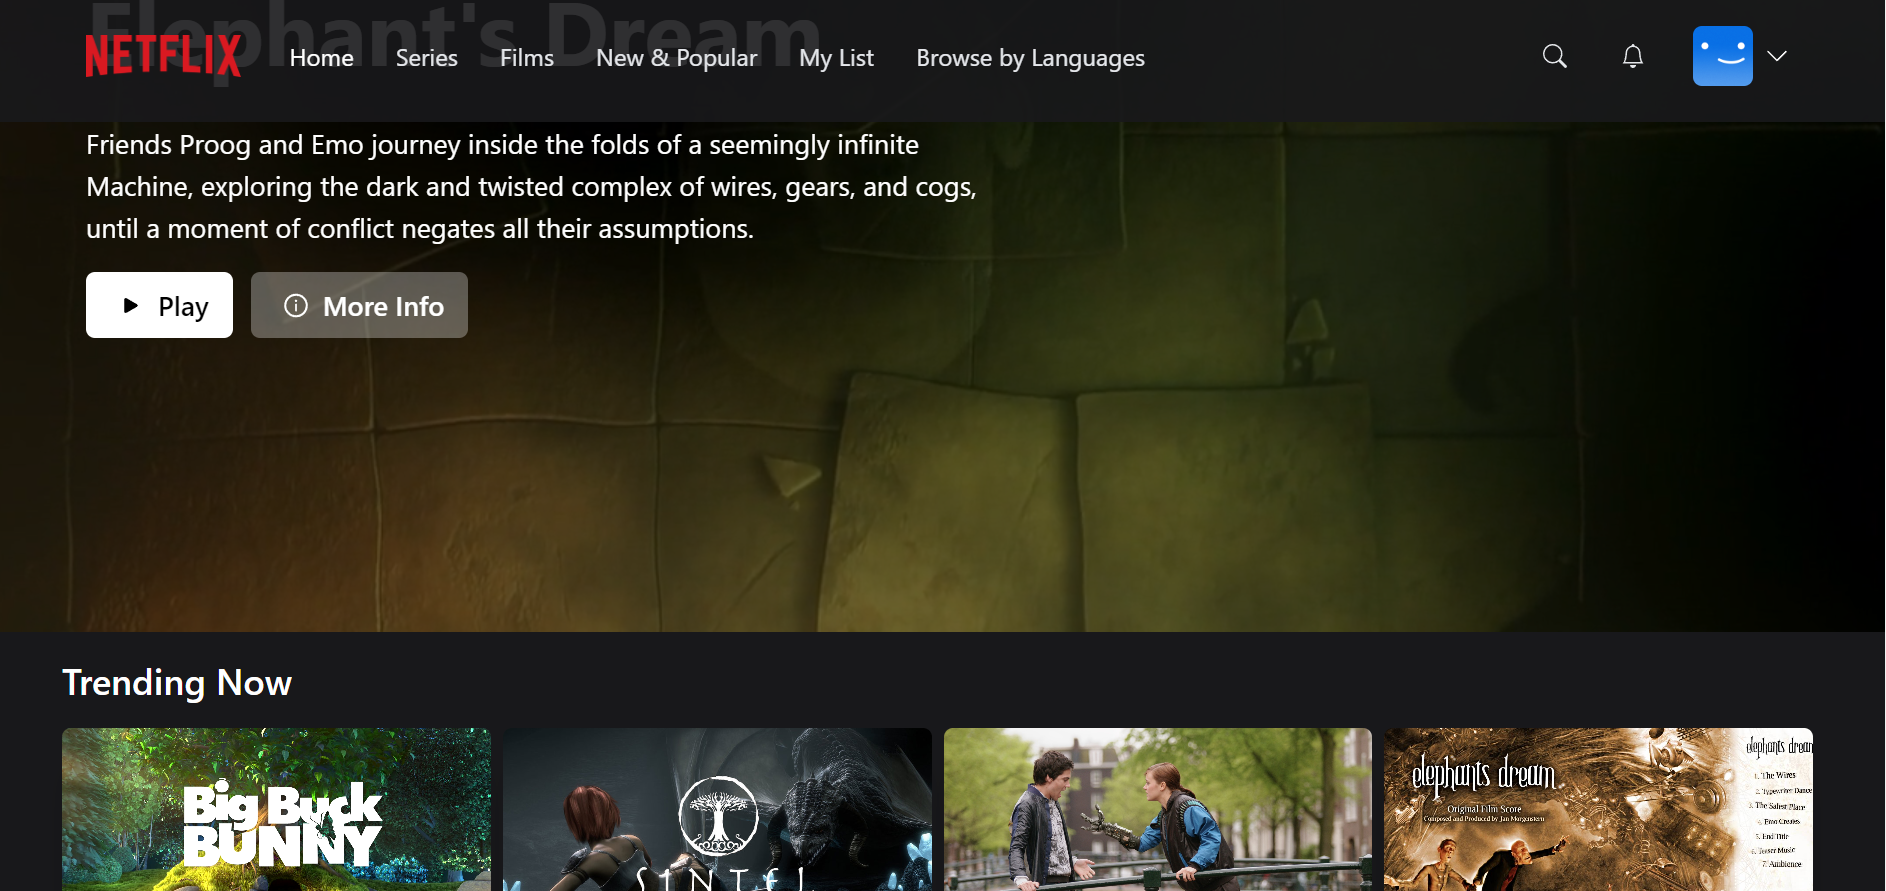 Elephant's Dream
NETFLIX
Home
Series
Films
New & Popular
My List
Browse by Languages
Friends Proog and Emo journey inside the folds of a seemingly infinite
Machine, exploring the dark and twisted complex of wires, gears, and cogs,
until a moment of conflict negates all their assumptions.
Play
More Info
Trending Now
Big Buck
BUNNY
SINTEL
elephants dream
Original Film Score
Composed and Produced by Jan Morgenstern
elephants dream
1. The Wires
2. Typewriter Dance
3. The Safest Place
4. Emo Creates
5. End Title
6. Teaser Music
7. Ambience